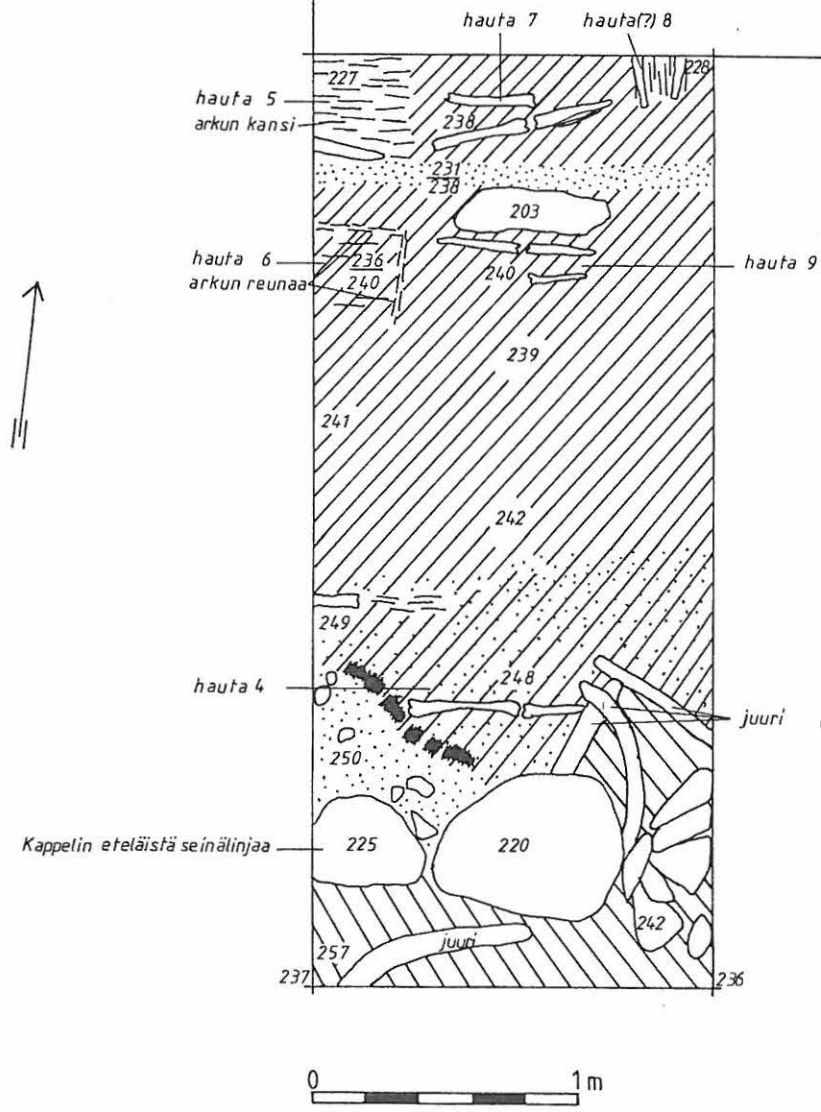 hauta 7
hauta(?) 8
227
228
hauta 5
arkun kansi
238
231
238
203
hauta 6
236
240
hauta 9
arkun reunaa
240
239
241
242
249
hauta 4
248
juuri
250
Kappelin eteläistä seinälinjaa
225
220
242
257
juuri
237
236
0
1 m